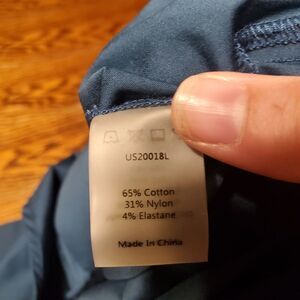 US20018L
65% Cotton
31% Nylon
4% Elastane
Made in China